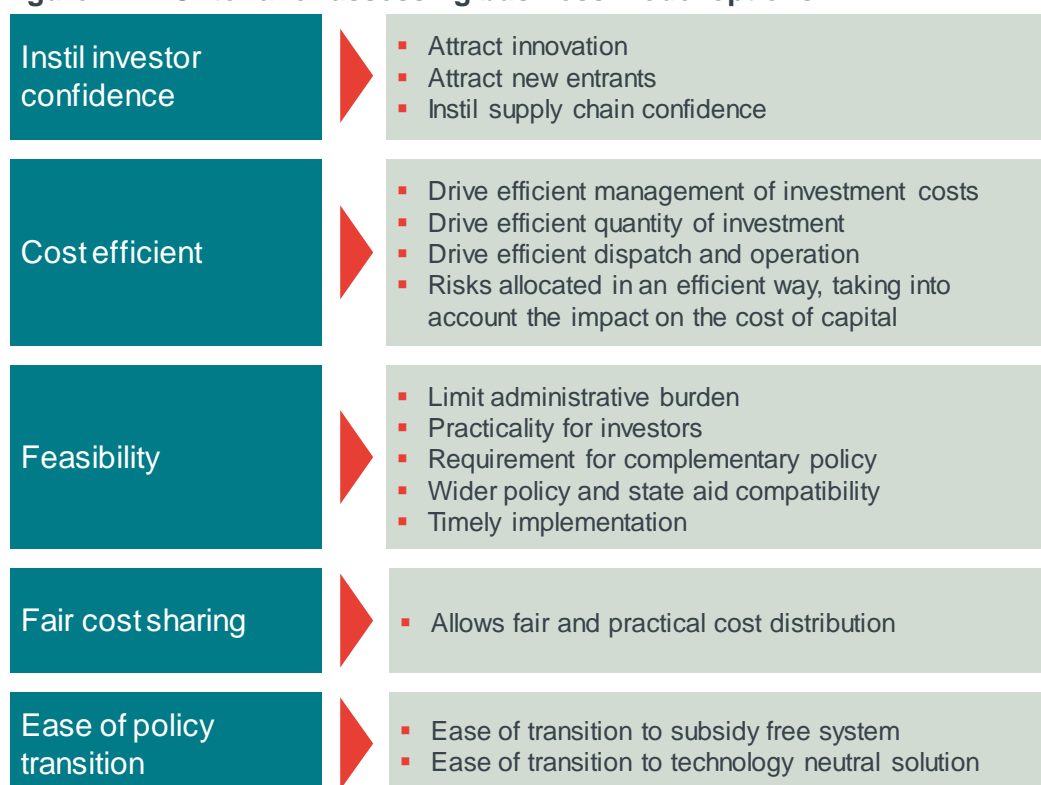 Instil investor
confidence
▪ Attract innovation
▪ Attract new entrants
▪ Instil supply chain confidence
Cost efficient
▪ Drive efficient management of investment costs
▪ Drive efficient quantity of investment
▪ Drive efficient dispatch and operation
▪ Risks allocated in an efficient way, taking into
account the impact on the cost of capital
Feasibility
▪ Limit administrative burden
▪ Practicality for investors
▪ Requirement for complementary policy
▪ Wider policy and state aid compatibility
▪ Timely implementation
Fair cost sharing
▪ Allows fair and practical cost distribution
Ease of policy
transition
▪ Ease of transition to subsidy free system
▪ Ease of transition to technology neutral solution